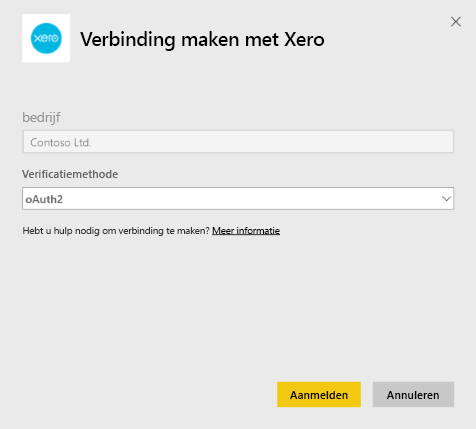 xero
Verbinding maken met Xero
bedrijf
Contoso Ltd.
Verificatiemethode
oAuth2
Hebt u hulp nodig om verbinding te maken? Meer informatie
Aanmelden
Annuleren